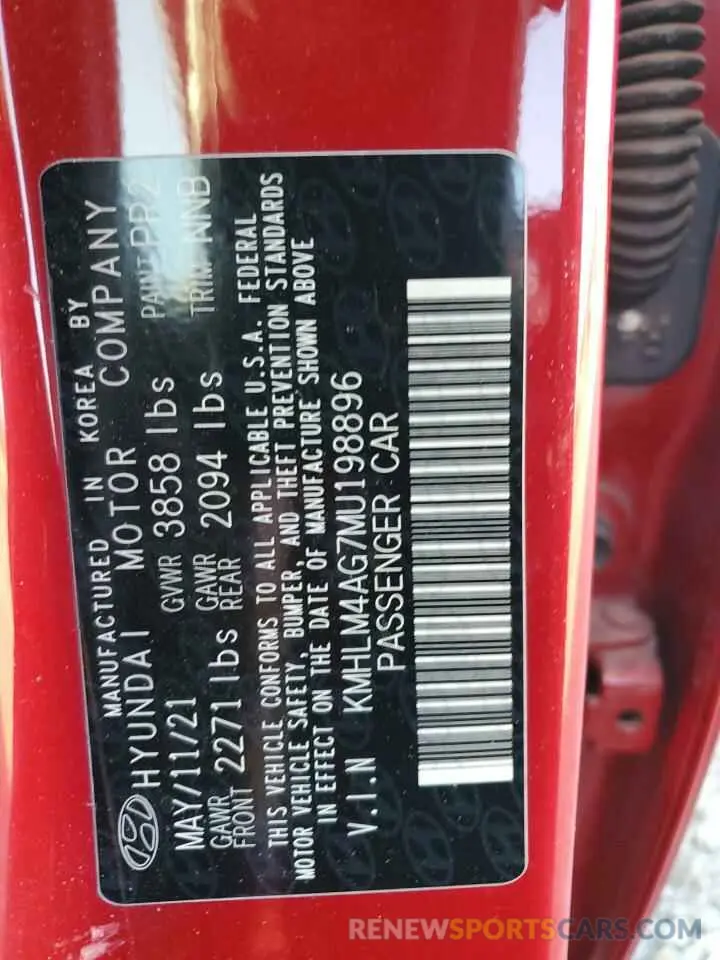 MANUFACTURED IN KOREA BY
HYUNDAI MOTOR COMPANY
MAY/11/21 GVWR 3858 lbs PAINT PR2
GAWR FRONT 2271 lbs GAWR REAR 2094 lbs TRIM NNB
THIS VEHICLE CONFORMS TO ALL APPLICABLE U.S.A. FEDERAL
MOTOR VEHICLE SAFETY, BUMPER, AND THEFT PREVENTION STANDARDS
IN EFFECT ON THE DATE OF MANUFACTURE SHOWN ABOVE
V.I.N KMHLM4AG7MU198896
PASSENGER CAR
RENEWSPORTSCARS.COM